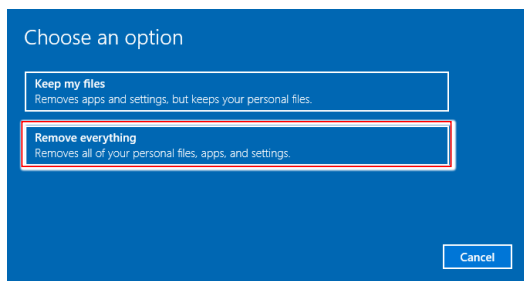 Choose an option
Keep my files
Removes apps and settings, but keeps your personal files.
Remove everything
Removes all of your personal files, apps, and settings.
Cancel